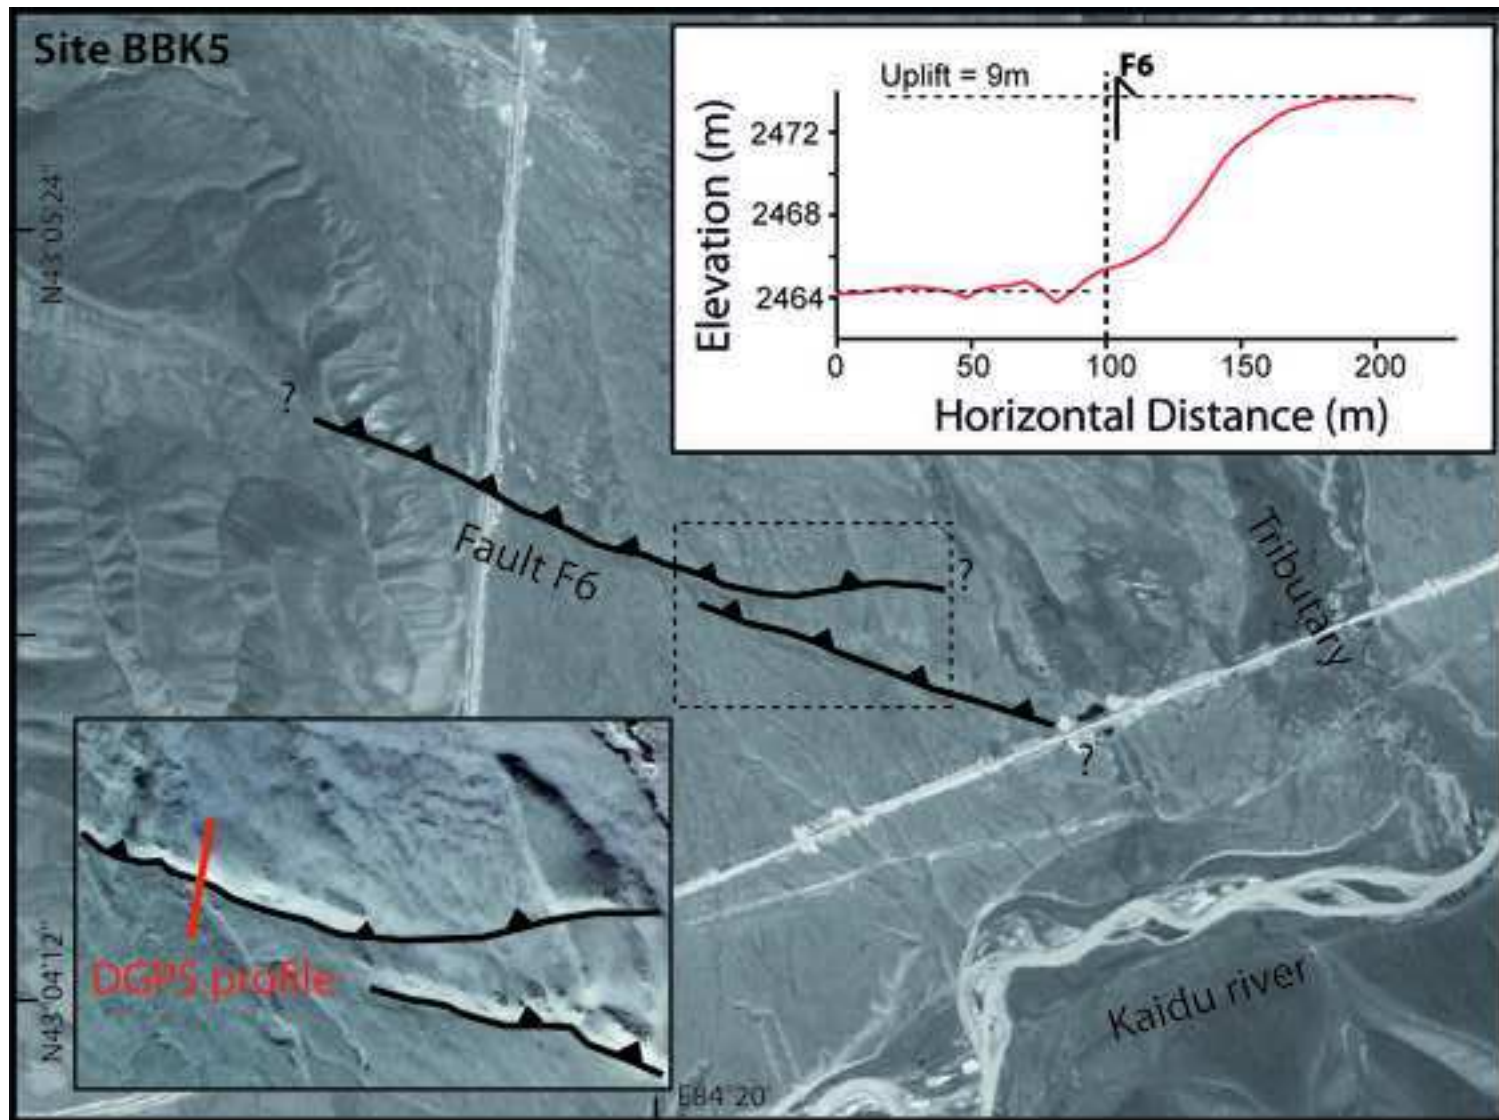 Site BBK5
Uplift = 9m
F6
Elevation (m)
2472
2468
2464
0 50 100 150 200
Horizontal Distance (m)
N43°05'24"
?
Fault F6
?
Tributary
?
DGPS profile
N43°04'12"
Kaidu river
E84°20'